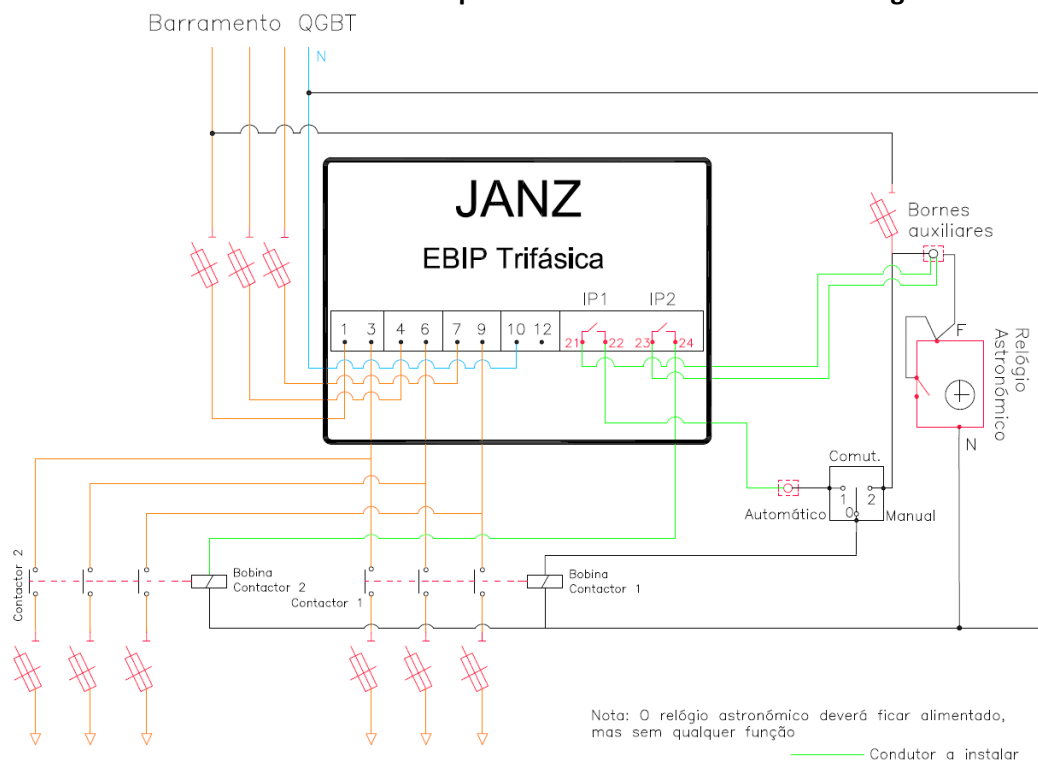 Barramento QGBT
N
JANZ
EBIP Trifásica
IP1 IP2
1 3 4 6 7 9 10 12
21 22 23 24
Bornes
auxiliares
F
Relógio
Astronómico
N
Comut.
1 2
0
Automático
Manual
Contactor 2
Bobina
Contactor 2
Contactor 1
Bobina
Contactor 1
Nota: O relógio astronómico deverá ficar alimentado,
mas sem qualquer função
Condutor a instalar